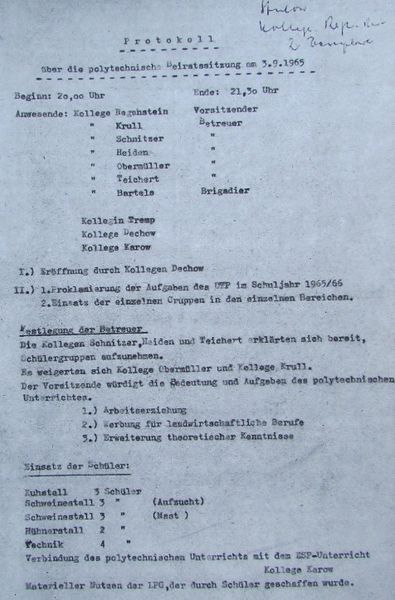 Kollege
2
Protokoll
über die polytechnische Beiratssitzung am 3.9.1965
Beginn: 20,00 Uhr Ende: 21,30 Uhr
Anwesende: Kollege Regenstein Vorsitzender
" Krull Betreuer
" Schnitzer "
" Heiden "
" Obermüller "
" Teichert "
" Bartels Brigadier
Kollegin Tremp
Kollege Dechow
Kollege Karow
I.) Eröffnung durch Kollegen Dechow
II.) 1.Proklamierung der Aufgaben des UTP im Schuljahr 1965/66
2.Einsatz der einzelnen Gruppen in den einzelnen Bereichen.
Festlegung der Betreuer
Die Kollegen Schnitzer, Heiden und Teichert erklärten sich bereit,
Schülergruppen aufzunehmen.
Es weigerten sich Kollege Obermüller und Kollege Krull.
Der Vorsitzende würdigt die Bedeutung und Aufgaben des polytechnischen
Unterrichtes.
1.) Arbeitserziehung
2.) Werbung für landwirtschaftliche Berufe
3.) Erweiterung theoretischer Kenntnisse
Einsatz der Schüler:
Kuhstall 3 Schüler
Schweinestall 3 " (Aufzucht)
Schweinestall 3 " (Mast )
Hühnerstall 2 "
Technik 4 "
Verbindung des polytechnischen Unterrichts mit dem ESP-Unterricht
Kollege Karow
Materieller Nutzen der LPG,der durch Schüler geschaffen wurde.